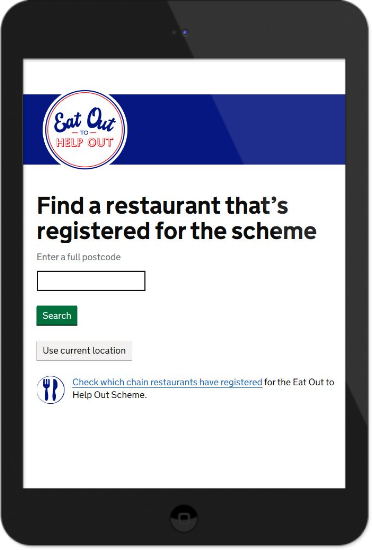 Eat Out
TO
HELP OUT
Find a restaurant that's
registered for the scheme
Enter a full postcode
Search
Use current location
Check which chain restaurants have registered for the Eat Out to
Help Out Scheme.